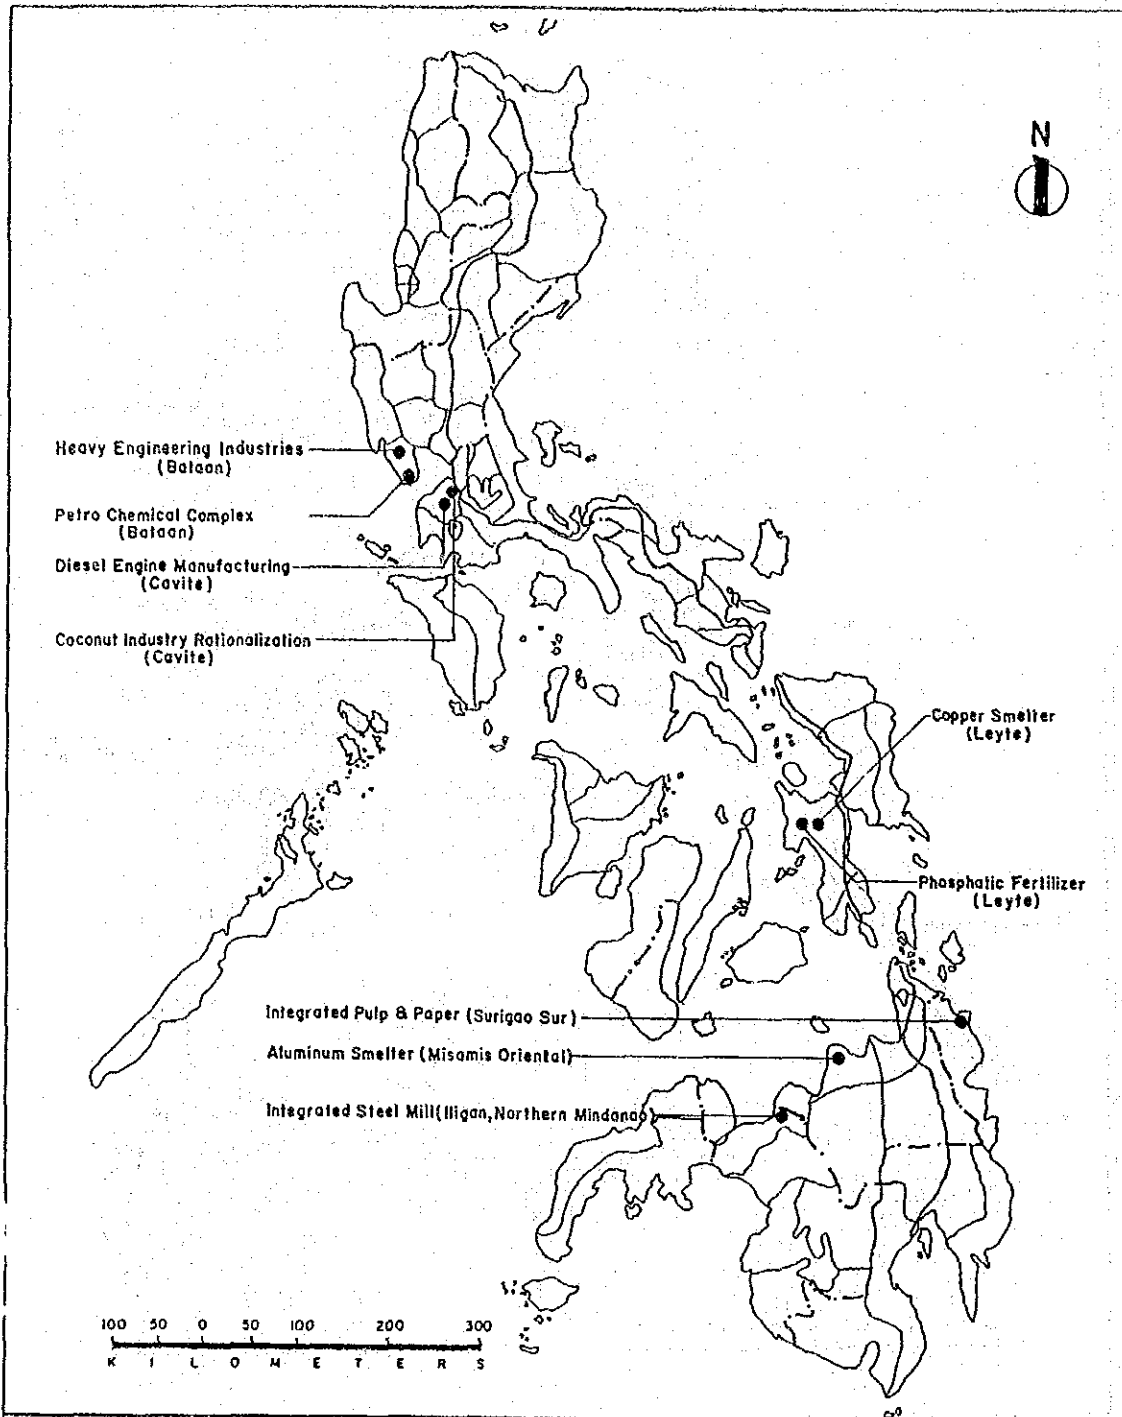 N
Heavy Engineering Industries
(Bataan)
Petro Chemical Complex
(Bataan)
Diesel Engine Manufacturing
(Cavite)
Coconut Industry Rationalization
(Cavite)
Copper Smelter
(Leyte)
Phosphatic Fertilizer
(Leyte)
Integrated Pulp & Paper (Surigao Sur)
Aluminum Smelter (Misamis Oriental)
Integrated Steel Mill (Iligan, Northern Mindanao)
100 50 0 50 100 200 300
K I L O M E T E R S